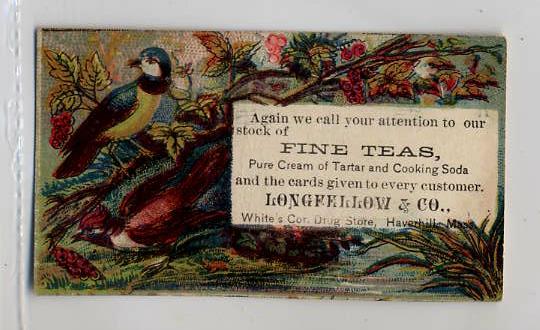 Again we call your attention to our
stock of
FINE TEAS,
Pure Cream of Tartar and Cooking Soda
and the cards given to every customer.
LONGFELLOW & CO.,
White's Cor. Drug Store, Haverhill, Mass.